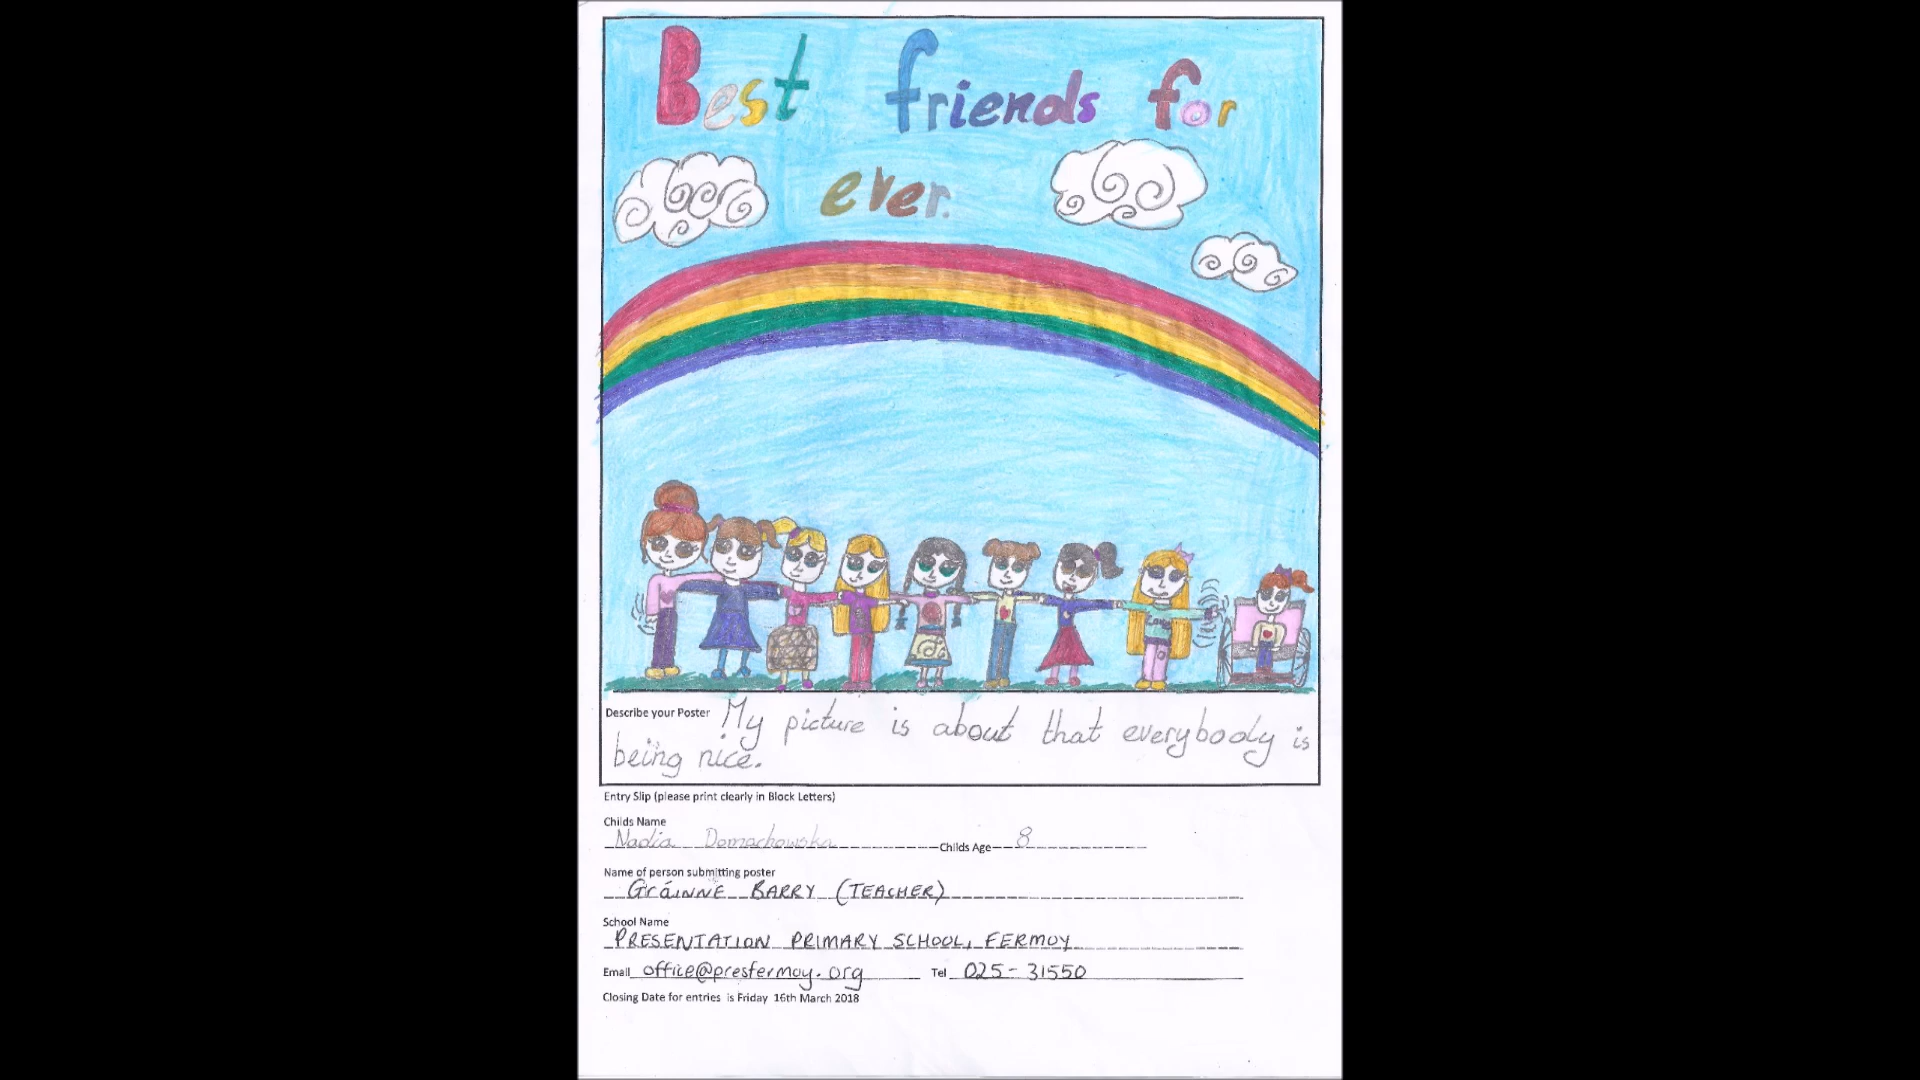 Best friends for
ever.
Love
Describe your Poster My picture is about that everybody is
being nice.
Entry Slip (please print clearly in Block Letters)
Childs Name
Nadia Domachowska Childs Age 8
Name of person submitting poster
Gráinne Barry (Teacher)
School Name
Presentation Primary School, Fermoy
Email office@presfermoy.org Tel 025-31550
Closing Date for entries is Friday 16th March 2018